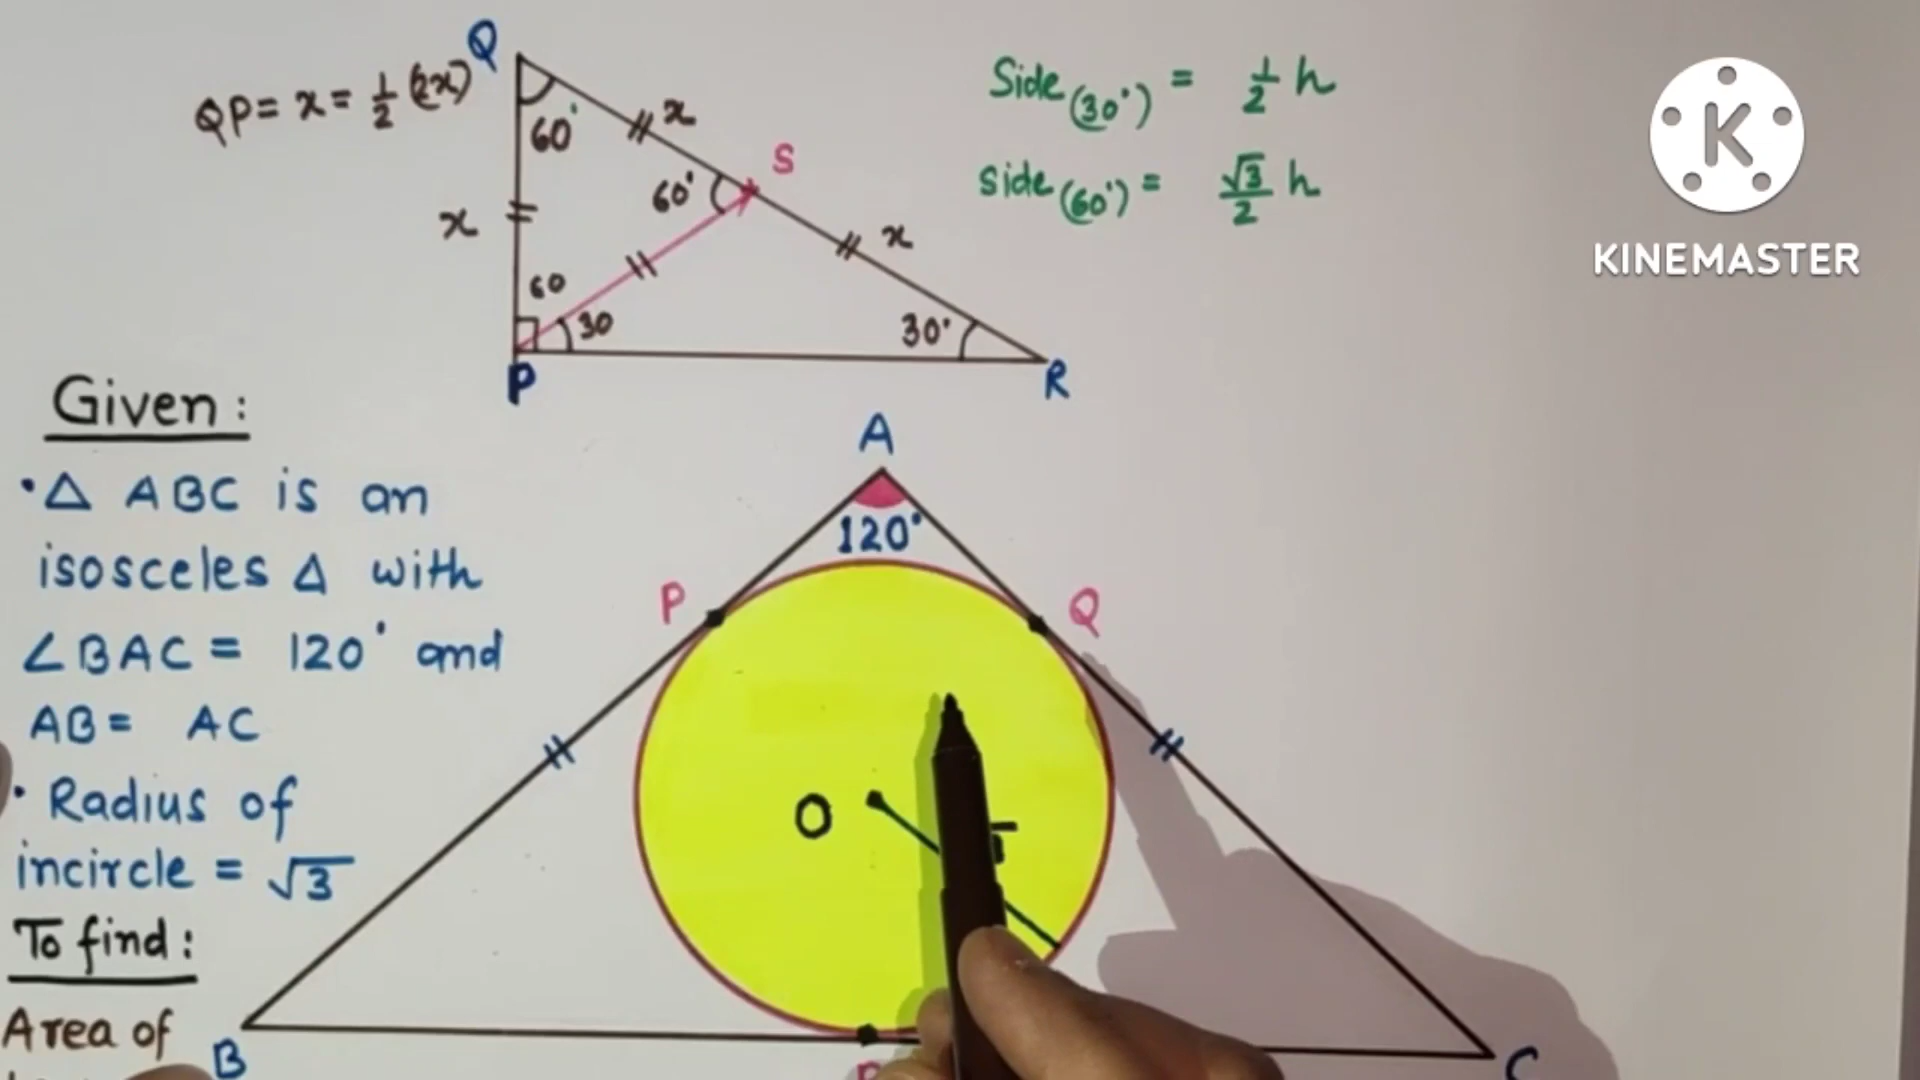 Q
QP = x = 1/2 (2x)
60°
x
S
60°
x
x
60
30
30°
P
R
Side(30°) = 1/2 h
side(60°) = √3/2 h
KINEMASTER
Given:
• △ ABC is an
isosceles △ with
∠BAC = 120° and
AB = AC
• Radius of
incircle = √3
To find:
Area of
A
120°
P
Q
O
B
C